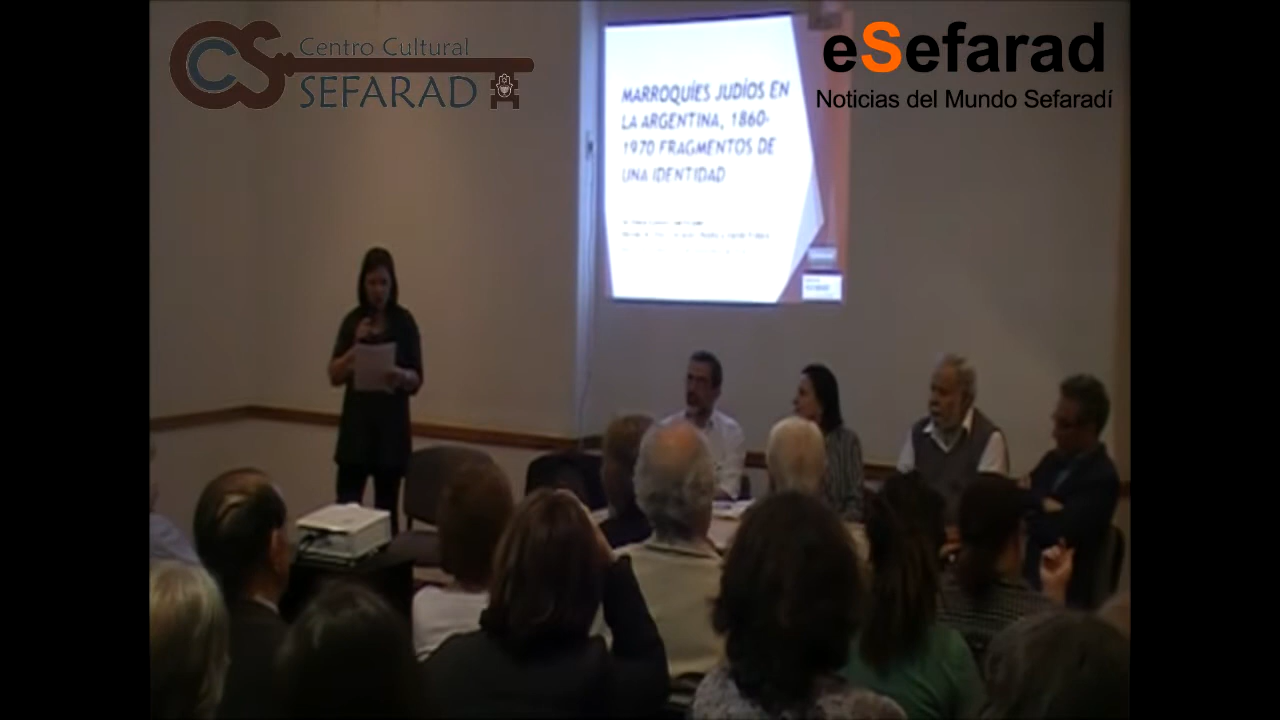 CS Centro Cultural
SEFARAD
eSefarad
Noticias del Mundo Sefaradí
MARROQUÍES JUDÍOS EN
LA ARGENTINA, 1860-
1970 FRAGMENTOS DE
UNA IDENTIDAD